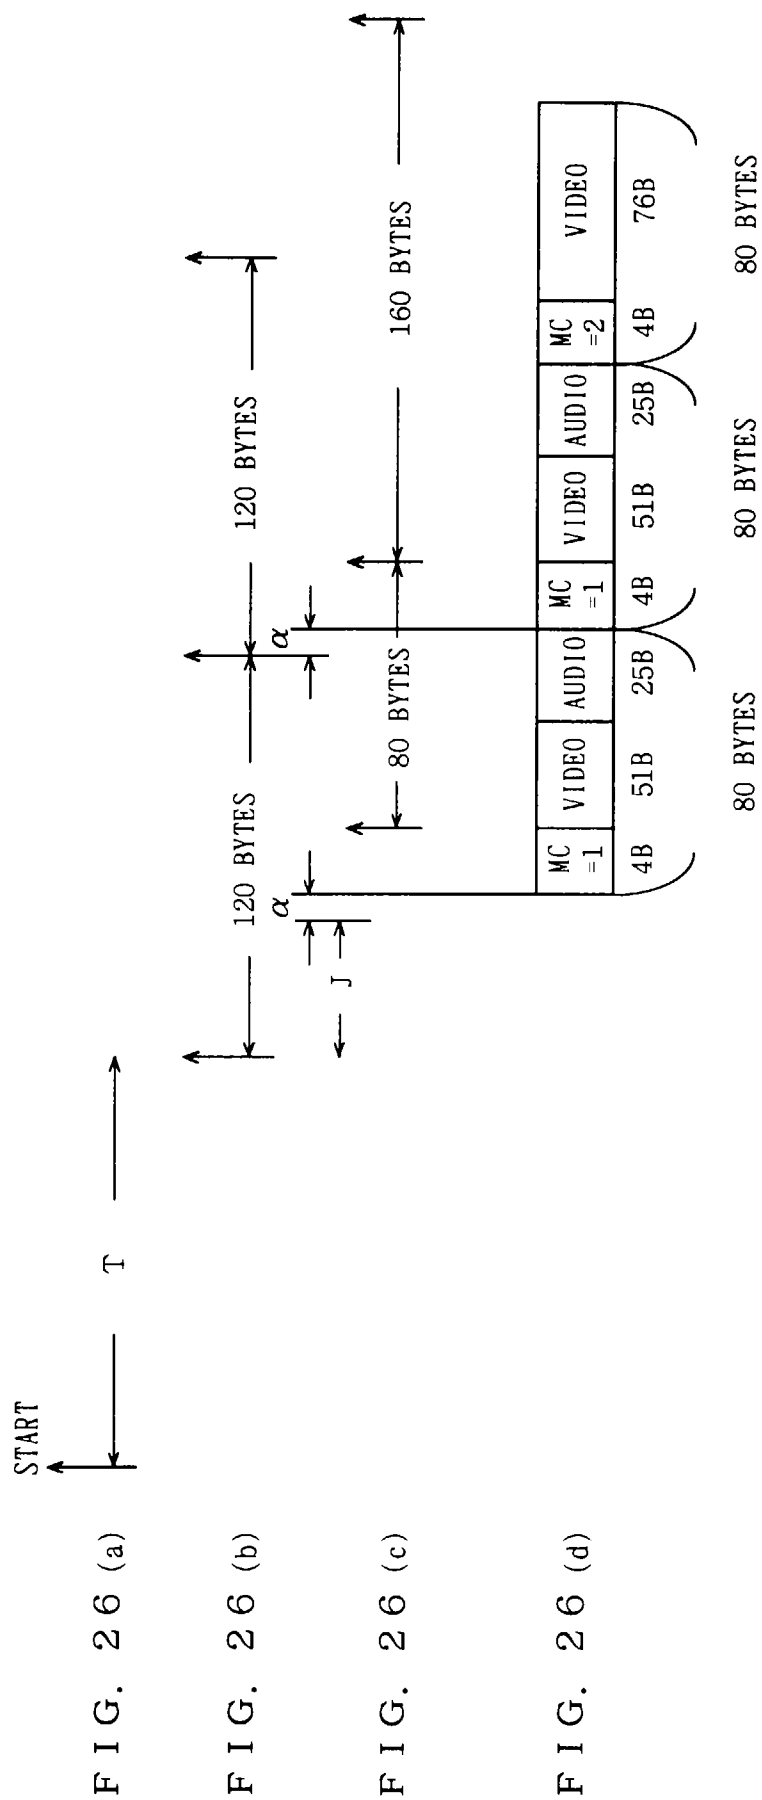 FIG. 26 (a)
START
T
FIG. 26 (b)
120 BYTES
120 BYTES
α
α
J
FIG. 26 (c)
80 BYTES
160 BYTES
FIG. 26 (d)
MC
=1
VIDEO
AUDIO
MC
=1
VIDEO
AUDIO
MC
=2
VIDEO
4B
51B
25B
4B
51B
25B
4B
76B
80 BYTES
80 BYTES
80 BYTES